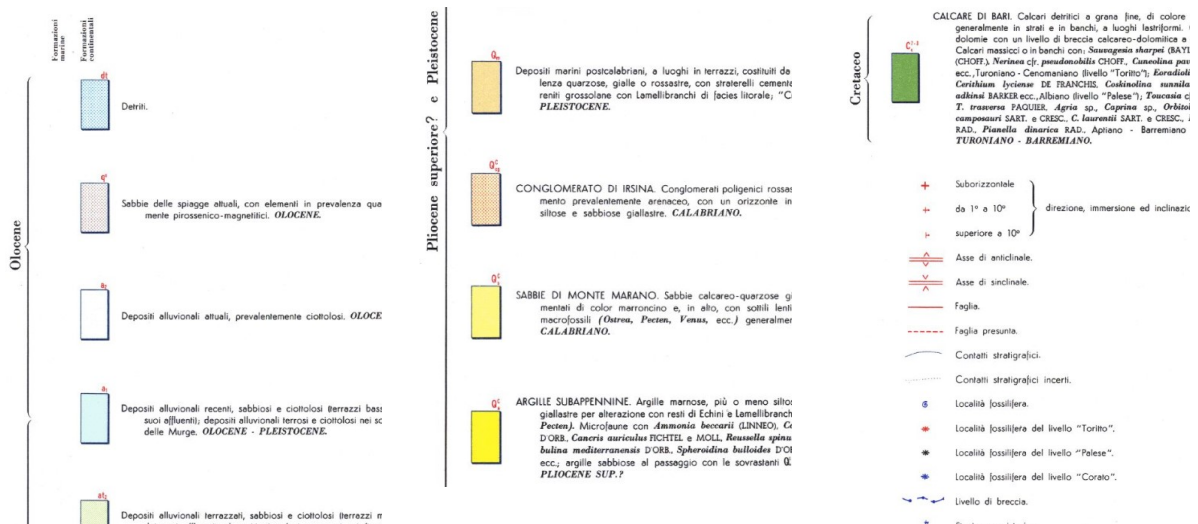 Formazioni marine
Formazioni continentali
Olocene
dt
Detriti.
Sabbie delle spiagge attuali, con elementi in prevalenza qua
mente pirossenico-magnetifici. OLOCENE.
a₂
Depositi alluvionali attuali, prevalentemente ciottolosi. OLOCE
a₁
Depositi alluvionali recenti, sabbiosi e ciottolosi (terrazzi bass
suoi affluenti); depositi alluvionali terrosi e ciottolosi nei so
delle Murge. OLOCENE - PLEISTOCENE.
at₂
Depositi alluvionali terrazzati, sabbiosi e ciottolosi (terrazzi m
Pliocene superiore? e Pleistocene
Depositi marini postcalabriani, a luoghi in terrazzi, costituiti da
lenza quarzose, gialle o rossastre, con straterelli cemente
reniti grossolane con Lamellibranchi di facies litorale; "C
PLEISTOCENE.
CONGLOMERATO DI IRSINA. Conglomerati poligenici rossas
mento prevalentemente arenaceo, con un orizzonte in
siltose e sabbiose giallastre. CALABRIANO.
SABBIE DI MONTE MARANO. Sabbie calcareo-quarzose gi
mentati di color marroncino e, in alto, con sottili lenti
macrofossili (Ostrea, Pecten, Venus, ecc.) generalmen
CALABRIANO.
ARGILLE SUBAPPENNINE. Argille marnose, più o meno siltos
giallastre per alterazione con resti di Echini e Lamellibranch
Pecten). Microfaune con Ammonia beccarii (LINNEO), Ca
D'ORB., Cancris auriculus FICHTEL e MOLL, Reussella spinu
bulina mediterranensis D'ORB., Spheroidina bulloides D'OR
ecc.; argille sabbiose al passaggio con le sovrastanti
PLIOCENE SUP.?
Cretaceo
CALCARE DI BARI. Calcari detritici a grana fine, di colore
generalmente in strati e in banchi, a luoghi lastriformi.
dolomie con un livello di breccia calcareo-dolomitica a
Calcari massicci o in banchi con: Sauvagesia sharpei (BAYL
(CHOFF.), Nerinea cfr. pseudonobilis CHOFF., Cuneolina pav
ecc., Turoniano - Cenomaniano (livello "Toritto"); Eoradioli
Cerithium lyciense DE FRANCHIS, Coskinolina sunnila
adkinsi BARKER ecc., Albiano (livello "Palese"); Toucasia c
T. trasversa PAQUIER, Agria sp., Caprina sp., Orbitol
camposauri SART. e CRESC., C. laurentii SART. e CRESC.,
RAD., Pianella dinarica RAD., Aptiano - Barremiano
TURONIANO - BARREMIANO.
Suborizzontale
da 1° a 10°
superiore a 10°
direzione, immersione ed inclinazio
Asse di anticlinale.
Asse di sinclinale.
Faglia.
Faglia presunta.
Contatti stratigrafici.
Contatti stratigrafici incerti.
Località fossilifera.
Località fossilifera del livello "Toritto".
Località fossilifera del livello "Palese".
Località fossilifera del livello "Corato".
Livello di breccia.